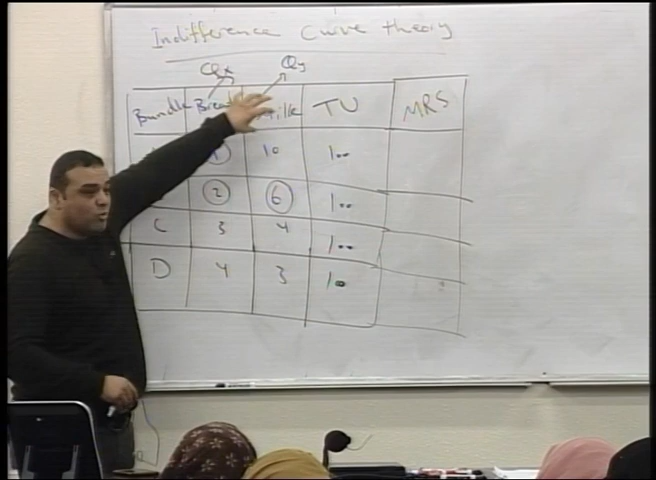 Indifference Curve theory
Qx Qy
Bundle Bread Milk TU MRS
1 10 100
2 6 100
C 3 4 100
D 4 3 100